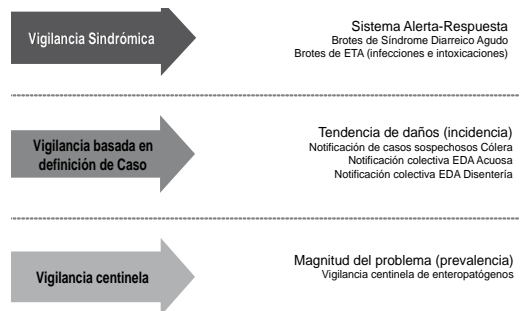 Vigilancia Sindrómica
Sistema Alerta-Respuesta
Brotes de Síndrome Diarreico Agudo
Brotes de ETA (infecciones e intoxicaciones)
Vigilancia basada en
definición de Caso
Tendencia de daños (incidencia)
Notificación de casos sospechosos Cólera
Notificación colectiva EDA Acuosa
Notificación colectiva EDA Disentería
Vigilancia centinela
Magnitud del problema (prevalencia)
Vigilancia centinela de enteropatógenos